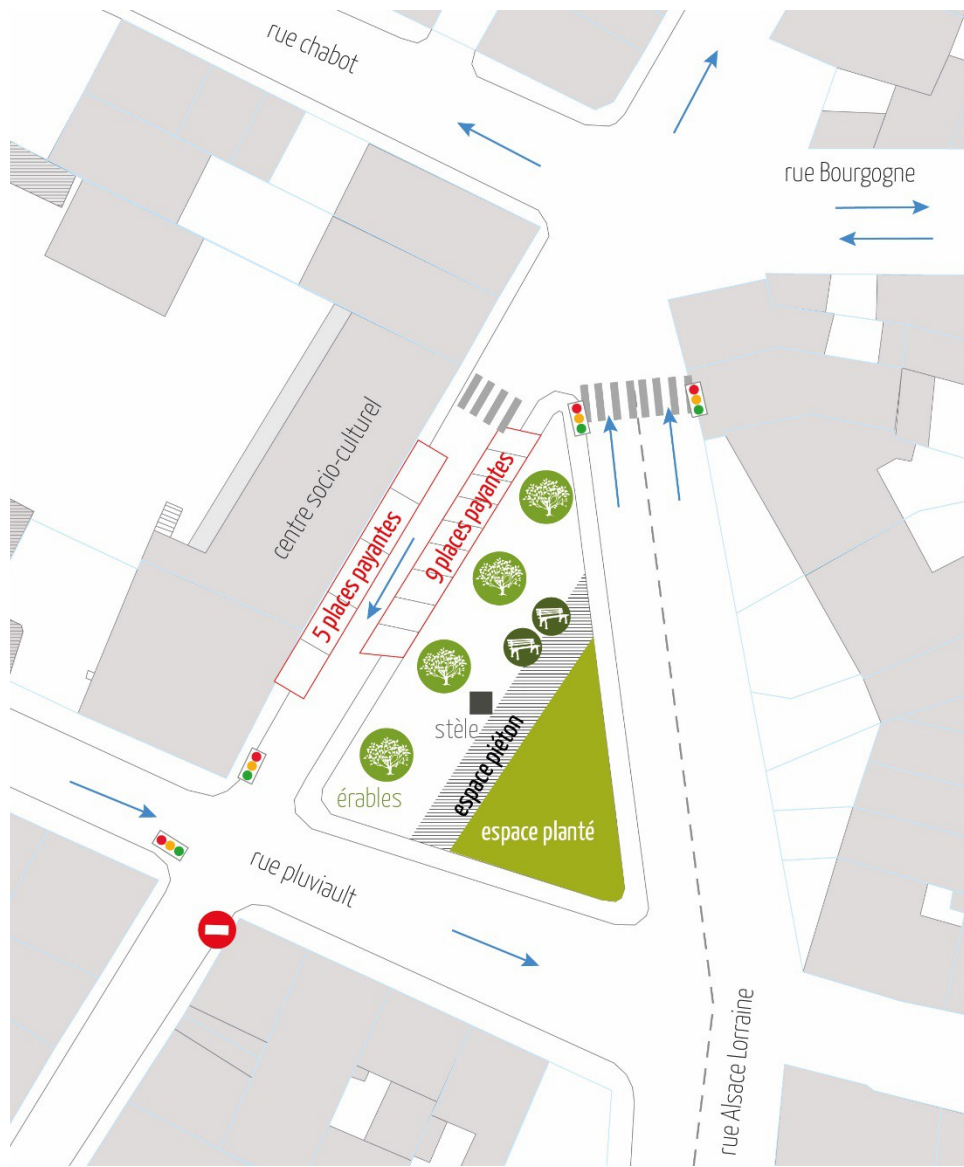 rue chabot
rue Bourgogne
centre socio-culturel
5 places payantes
9 places payantes
stèle
érables
espace piéton
espace planté
rue pluviault
rue Alsace Lorraine